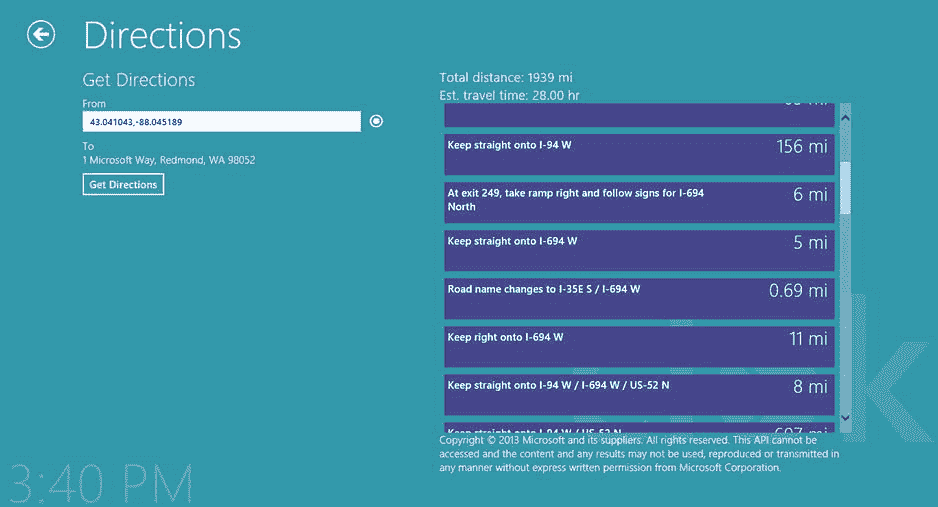 Directions
Get Directions
From
43.041043,-88.045189
To
1 Microsoft Way, Redmond, WA 98052
Get Directions
Total distance: 1939 mi
Est. travel time: 28.00 hr
Keep straight onto I-94 W
156 mi
At exit 249, take ramp right and follow signs for I-694
North
6 mi
Keep straight onto I-694 W
5 mi
Road name changes to I-35E S / I-694 W
0.69 mi
Keep right onto I-694 W
11 mi
Keep straight onto I-94 W / I-694 W / US-52 N
8 mi
Keep straight onto I-94 W / US-52 N
Copyright © 2013 Microsoft and its suppliers. All rights reserved. This API cannot be
accessed and the content and any results may not be used, reproduced or transmitted in
any manner without express written permission from Microsoft Corporation.
3:40 PM